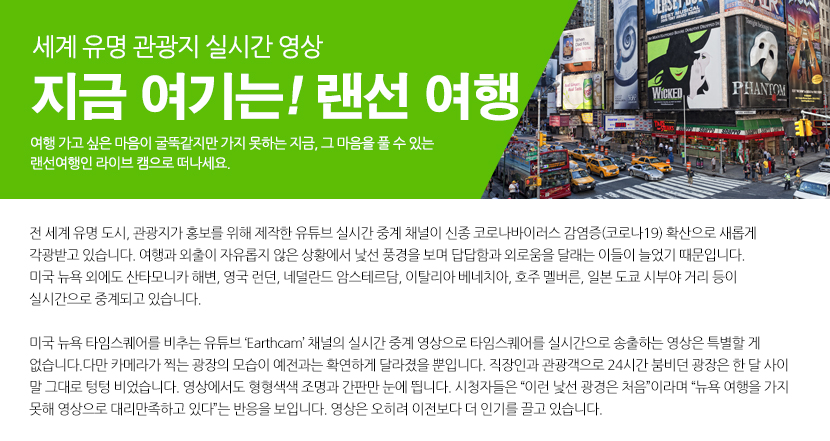 세계 유명 관광지 실시간 영상
지금 여기는! 랜선 여행
여행 가고 싶은 마음이 굴뚝같지만 가지 못하는 지금, 그 마음을 풀 수 있는
랜선여행인 라이브 캠으로 떠나세요.
JERSEY BOYS
WICKED
PHANTOM
전 세계 유명 도시, 관광지가 홍보를 위해 제작한 유튜브 실시간 중계 채널이 신종 코로나바이러스 감염증(코로나19) 확산으로 새롭게
각광받고 있습니다. 여행과 외출이 자유롭지 않은 상황에서 낯선 풍경을 보며 답답함과 외로움을 달래는 이들이 늘었기 때문입니다.
미국 뉴욕 외에도 산타모니카 해변, 영국 런던, 네덜란드 암스테르담, 이탈리아 베네치아, 호주 멜버른, 일본 도쿄 시부야 거리 등이
실시간으로 중계되고 있습니다.
미국 뉴욕 타임스퀘어를 비추는 유튜브 ‘Earthcam’ 채널의 실시간 중계 영상으로 타임스퀘어를 실시간으로 송출하는 영상은 특별할 게
없습니다.다만 카메라가 찍는 광장의 모습이 예전과는 확연하게 달라졌을 뿐입니다. 직장인과 관광객으로 24시간 붐비던 광장은 한 달 사이
말 그대로 텅텅 비었습니다. 영상에서도 형형색색 조명과 간판만 눈에 띕니다. 시청자들은 “이런 낯선 광경은 처음”이라며 “뉴욕 여행을 가지
못해 영상으로 대리만족하고 있다”는 반응을 보입니다. 영상은 오히려 이전보다 더 인기를 끌고 있습니다.